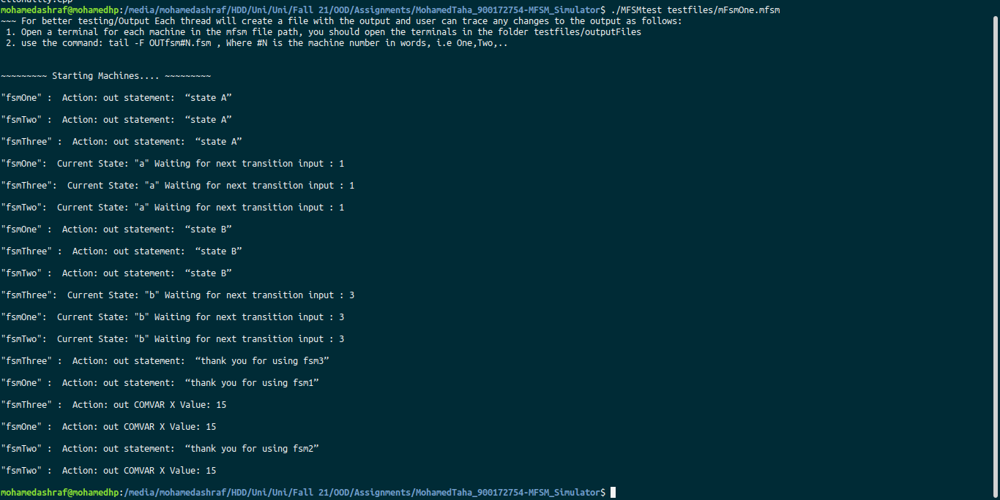 mohamedashraf@mohamedhp:/media/mohamedashraf/HDD/Uni/Uni/Fall 21/OOD/Assignments/MohamedTaha_900172754-MFSM_Simulator$ ./MFSMtest testfiles/mFsmOne.mfsm
~~~ For better testing/Output Each thread will create a file with the output and user can trace any changes to the output as follows:
1. Open a terminal for each machine in the mfsm file path, you should open the terminals in the folder testfiles/outputFiles
2. use the command: tail -F OUTfsm#N.fsm , Where #N is the machine number in words, i.e One,Two,..
~~~~~~~~~ Starting Machines.... ~~~~~~~~~
"fsmOne" :  Action: out statement:  “state A”
"fsmTwo" :  Action: out statement:  “state A”
"fsmThree" :  Action: out statement:  “state A”
"fsmOne":  Current State: "a" Waiting for next transition input : 1
"fsmThree":  Current State: "a" Waiting for next transition input : 1
"fsmTwo":  Current State: "a" Waiting for next transition input : 1
"fsmOne" :  Action: out statement:  “state B”
"fsmThree" :  Action: out statement:  “state B”
"fsmTwo" :  Action: out statement:  “state B”
"fsmThree":  Current State: "b" Waiting for next transition input : 3
"fsmOne":  Current State: "b" Waiting for next transition input : 3
"fsmTwo":  Current State: "b" Waiting for next transition input : 3
"fsmThree" :  Action: out statement:  “thank you for using fsm3”
"fsmOne" :  Action: out statement:  “thank you for using fsm1”
"fsmThree" :  Action: out COMVAR X Value: 15
"fsmOne" :  Action: out COMVAR X Value: 15
"fsmTwo" :  Action: out statement:  “thank you for using fsm2”
"fsmTwo" :  Action: out COMVAR X Value: 15
mohamedashraf@mohamedhp:/media/mohamedashraf/HDD/Uni/Uni/Fall 21/OOD/Assignments/MohamedTaha_900172754-MFSM_Simulator$